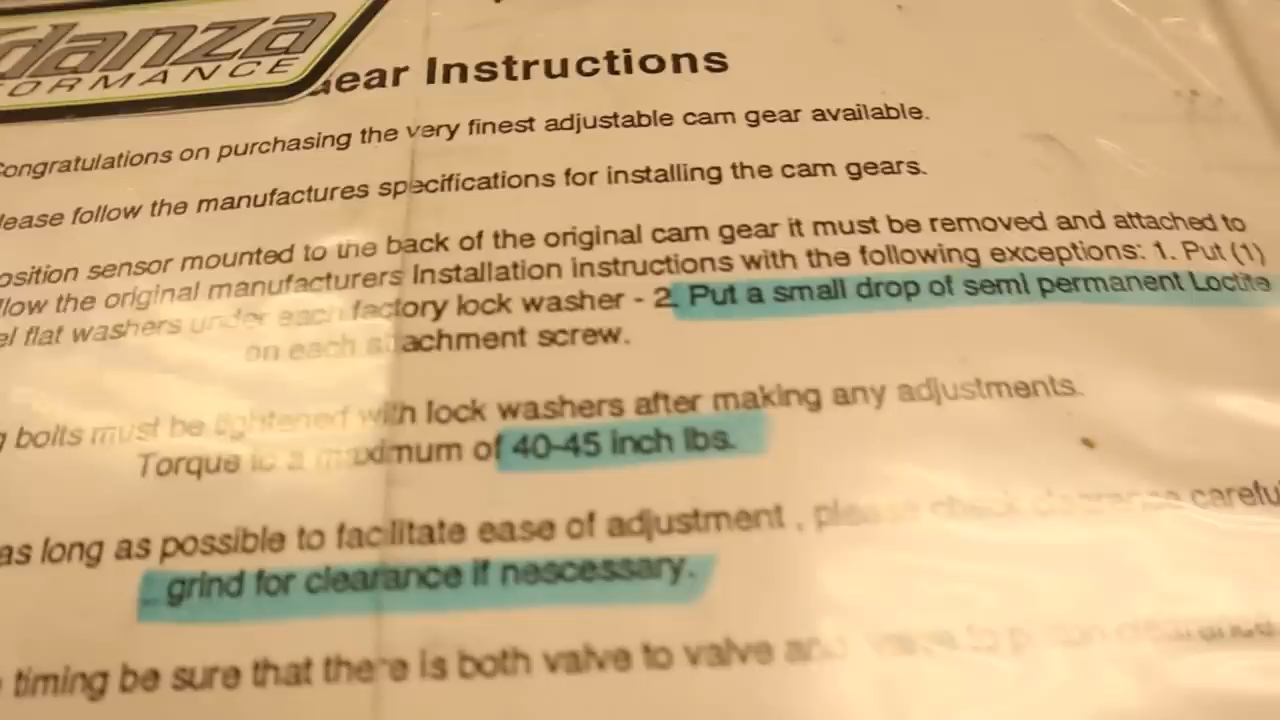 danza
ORMANCE
ear Instructions
Congratulations on purchasing the very finest adjustable cam gear available.
lease follow the manufactures specifications for installing the cam gears.
osition sensor mounted to the back of the original cam gear it must be removed and attached to
llow the original manufacturers Installation instructions with the following exceptions: 1. Put (1)
el flat washers under each factory lock washer - 2. Put a small drop of semi permanent Loctite
on each attachment screw.
g bolts must be tightened with lock washers after making any adjustments.
Torque is a maximum of 40-45 inch lbs.
as long as possible to facilitate ease of adjustment , please check clearance careful
grind for clearance if nescessary.
timing be sure that there is both valve to valve and